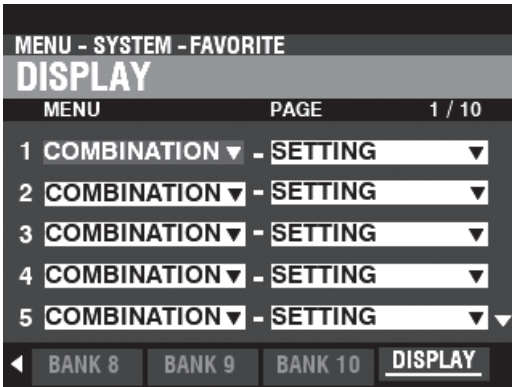 MENU - SYSTEM - FAVORITE
DISPLAY
MENU PAGE 1 / 10
1 COMBINATION ▼ - SETTING ▼
2 COMBINATION ▼ - SETTING ▼
3 COMBINATION ▼ - SETTING ▼
4 COMBINATION ▼ - SETTING ▼
5 COMBINATION ▼ - SETTING ▼ ▼
◀ BANK 8 BANK 9 BANK 10 DISPLAY